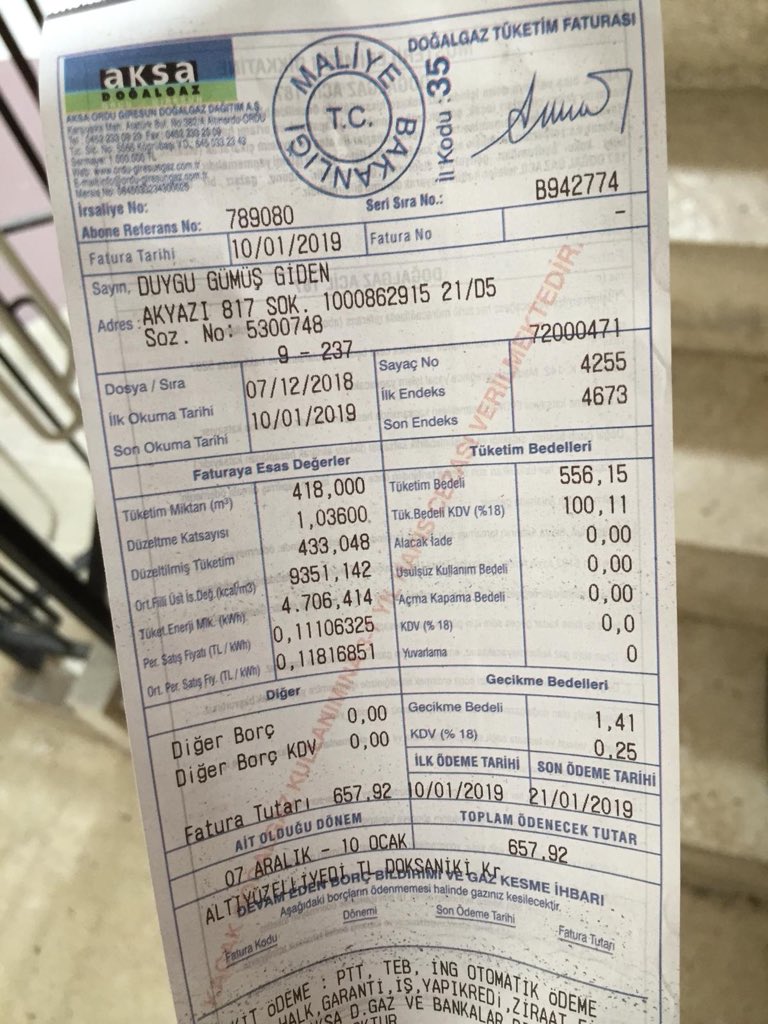 aksa
DOĞALGAZ
DOĞALGAZ TÜKETİM FATURASI
T.C.
MALİYE BAKANLIĞI
İl Kodu : 35
AKSA ORDU GİRESUN DOĞALGAZ DAĞITIM A.Ş.
İrsaliye No:
Seri Sıra No.: B942774
Abone Referans No: 789080
Fatura Tarihi 10/01/2019 Fatura No -
Sayın, DUYGU GÜMÜŞ GİDEN
Adres : AKYAZI 817 SOK. 1000862915 21/D5
Soz. No: 5300748
Dosya / Sıra 9 - 237
İlk Okuma Tarihi 07/12/2018
Son Okuma Tarihi 10/01/2019
Sayaç No 72000471
İlk Endeks 4255
Son Endeks 4673
Faturaya Esas Değerler
Tüketim Miktarı (m³) 418,000
Düzeltme Katsayısı 1,03600
Düzeltilmiş Tüketim 433,048
Ort.Fiili Üst Is.Değ.(kcal/m3) 9351,142
Tüket.Enerji Mik. (kWh) 4.706,414
Per. Satış Fiyatı (TL / kWh) 0,11106325
Ort. Per. Satış Fiy. (TL / kWh) 0,11816851
Tüketim Bedelleri
Tüketim Bedeli 556,15
Tük.Bedeli KDV (%18) 100,11
Alacak İade 0,00
Usulsüz Kullanım Bedeli 0,00
Açma Kapama Bedeli 0,00
KDV (% 18) 0,0
Yuvarlama 0
Diğer
Diğer Borç 0,00
Diğer Borç KDV 0,00
Gecikme Bedelleri
Gecikme Bedeli 1,41
KDV (% 18) 0,25
İLK ÖDEME TARİHİ SON ÖDEME TARİHİ
Fatura Tutarı 657.92 10/01/2019 21/01/2019
AİT OLDUĞU DÖNEM TOPLAM ÖDENECEK TUTAR
07 ARALIK - 10 OCAK 657.92
ALTIYÜZELLİYEDİ TL DOKSANİKİ Kr.
DEVAM EDEN BORÇ BİLDİRİMİ VE GAZ KESME İHBARI
Aşağıdaki borçların ödenmemesi halinde gazınız kesilecektir.
Fatura Kodu Dönemi Son Ödeme Tarihi Fatura Tutarı
ÖDEME : PTT, TEB, İNG OTOMATİK ÖDEME
HALK,GARANTİ,İŞ,YAPIKREDİ,ZİRAAT
D.GAZ VE BANKALAR